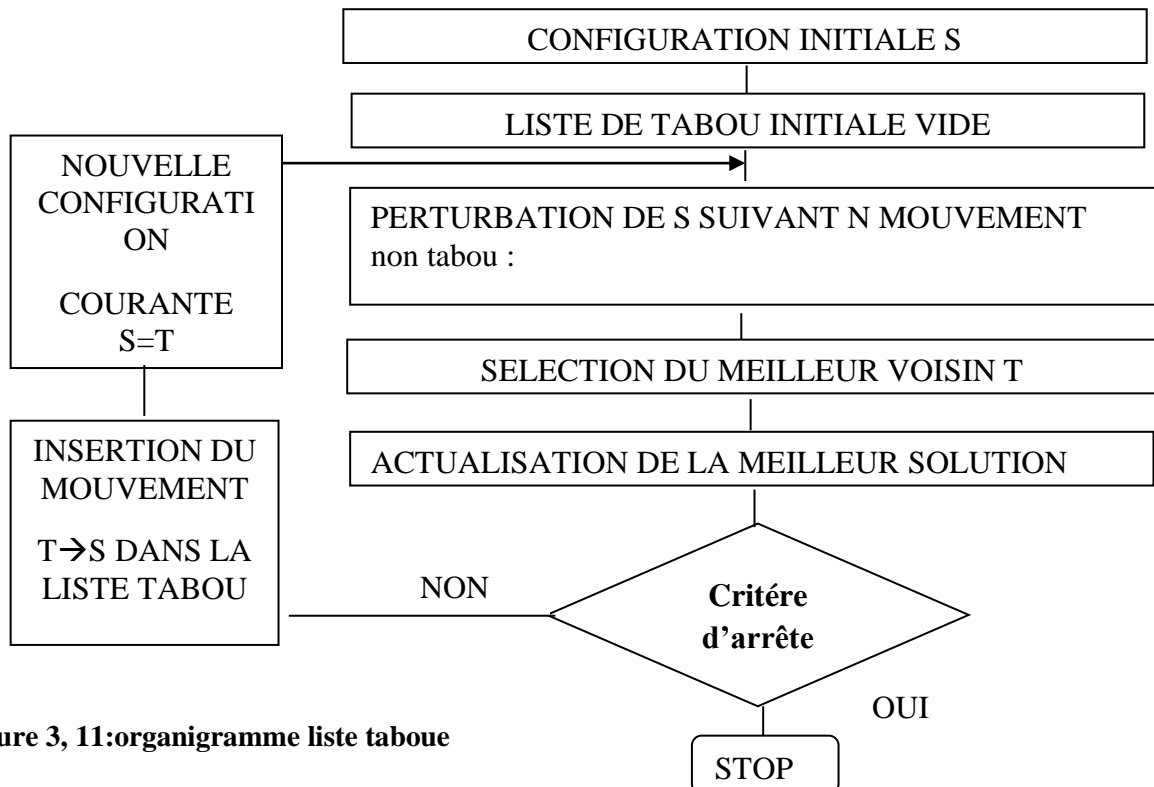 CONFIGURATION INITIALE S
LISTE DE TABOU INITIALE VIDE
NOUVELLE
CONFIGURATI
ON
COURANTE
S=T
PERTURBATION DE S SUIVANT N MOUVEMENT
non tabou :
SELECTION DU MEILLEUR VOISIN T
ACTUALISATION DE LA MEILLEUR SOLUTION
INSERTION DU
MOUVEMENT
T→S DANS LA
LISTE TABOU
NON
Critére
d’arrête
OUI
ure 3, 11:organigramme liste taboue
STOP